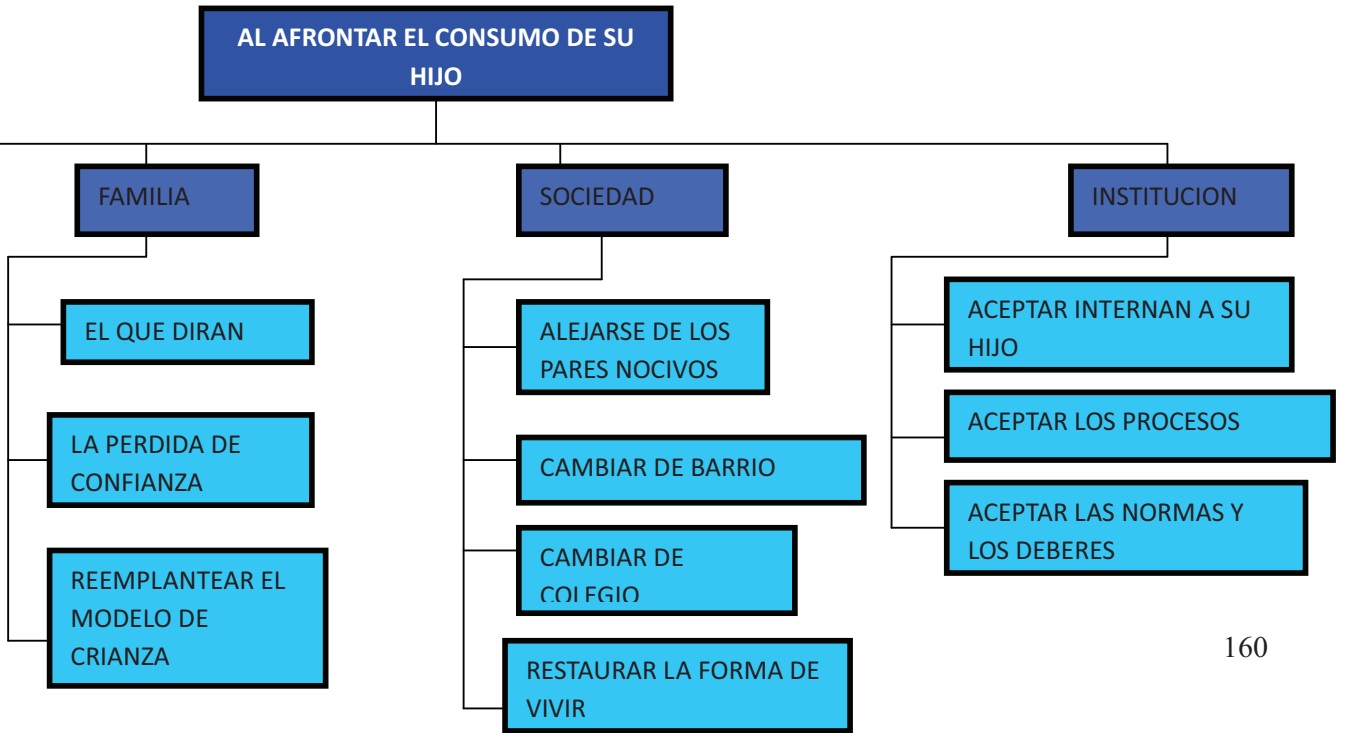 AL AFRONTAR EL CONSUMO DE SU
HIJO
FAMILIA
EL QUE DIRAN
LA PERDIDA DE
CONFIANZA
REEMPLANTEAR EL
MODELO DE
CRIANZA
SOCIEDAD
ALEJARSE DE LOS
PARES NOCIVOS
CAMBIAR DE BARRIO
CAMBIAR DE
COLEGIO
RESTAURAR LA FORMA DE
VIVIR
INSTITUCION
ACEPTAR INTERNAN A SU
HIJO
ACEPTAR LOS PROCESOS
ACEPTAR LAS NORMAS Y
LOS DEBERES
160